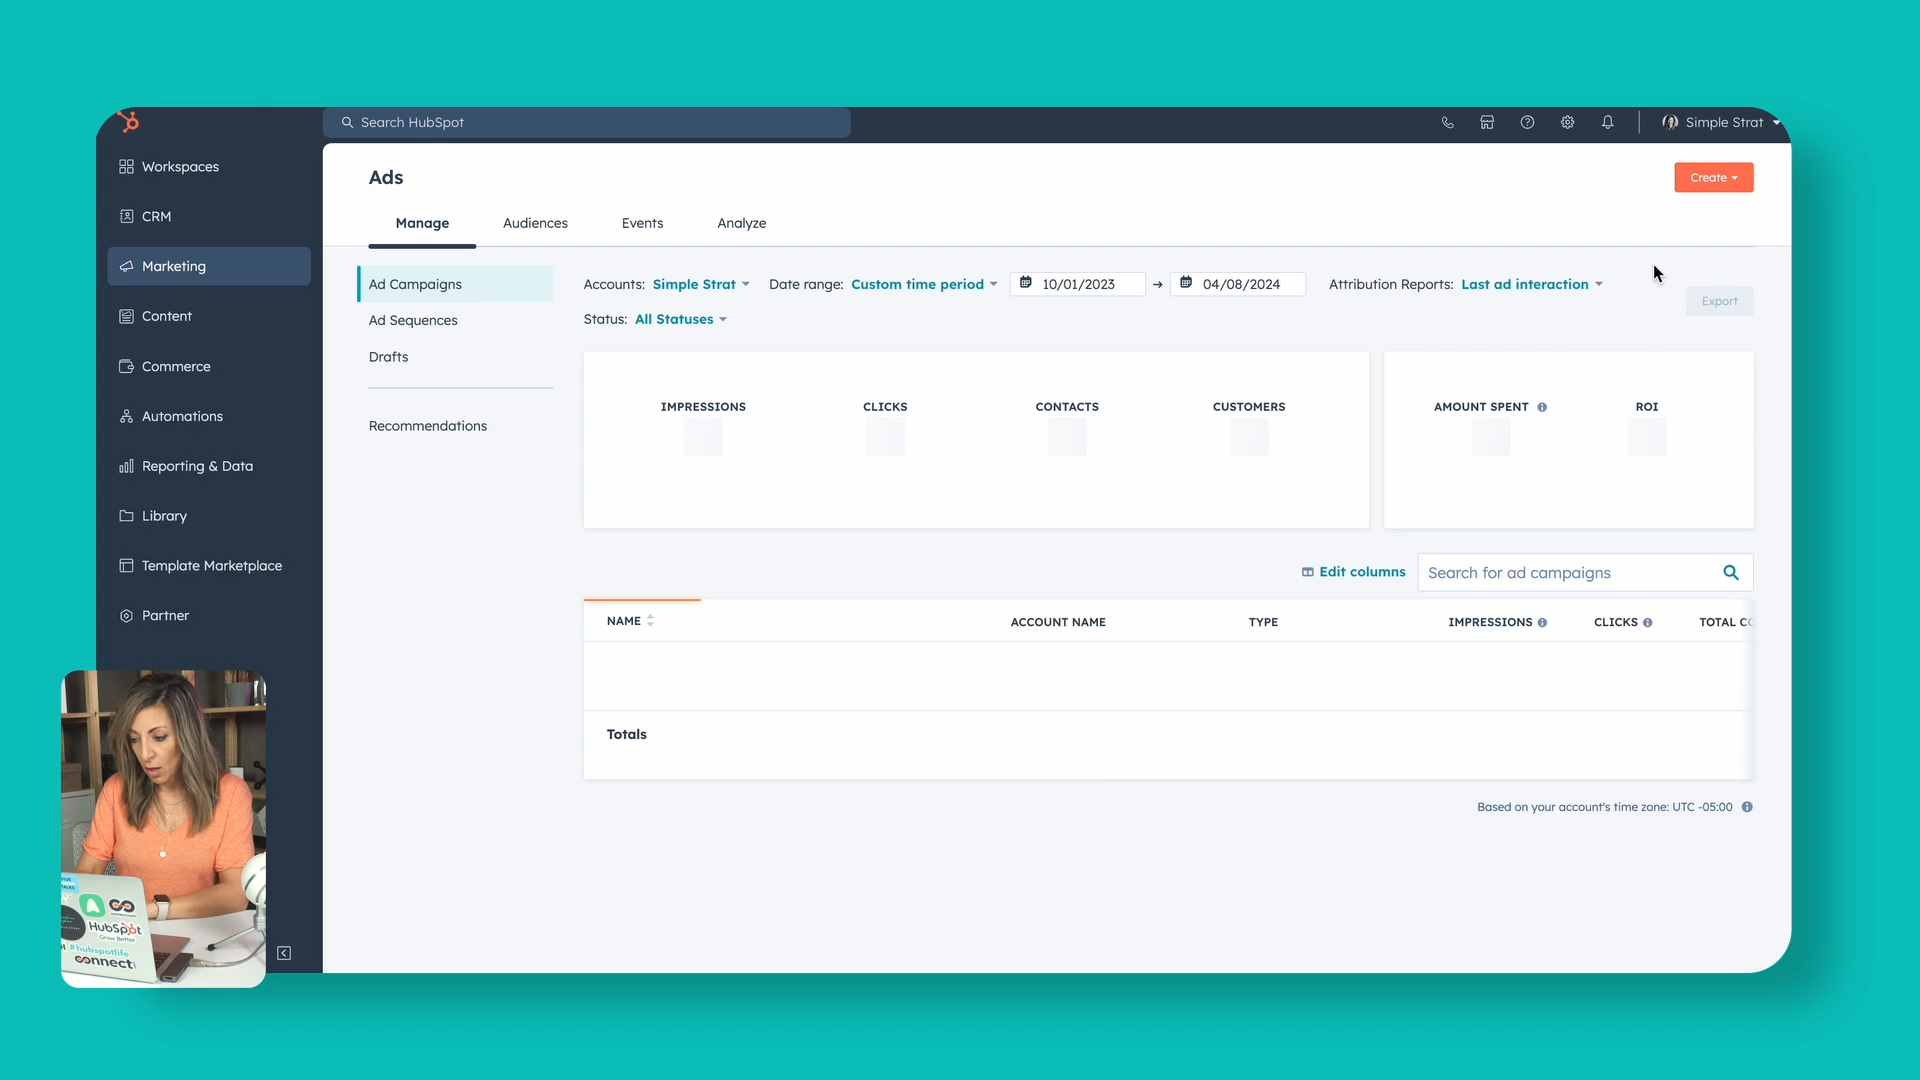 Search HubSpot
Simple Strat
Workspaces
CRM
Marketing
Content
Commerce
Automations
Reporting & Data
Library
Template Marketplace
Partner
Ads
Create
Manage
Audiences
Events
Analyze
Ad Campaigns
Ad Sequences
Drafts
Recommendations
Accounts: Simple Strat Date range: Custom time period 10/01/2023 → 04/08/2024 Attribution Reports: Last ad interaction
Status: All Statuses
Export
IMPRESSIONS CLICKS CONTACTS CUSTOMERS
AMOUNT SPENT ROI
Edit columns
Search for ad campaigns
NAME ACCOUNT NAME TYPE IMPRESSIONS CLICKS TOTAL
Totals
Based on your account's time zone: UTC -05:00
HubSpot
Grow Better
#hubspotlife
connect